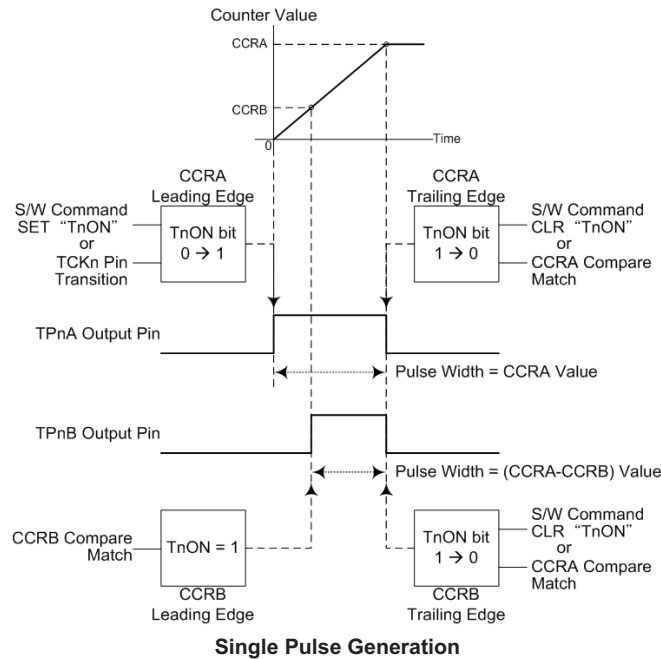 Counter Value
CCRA
CCRB
0
Time
CCRA
Leading Edge
S/W Command
SET “TnON”
or
TCKn Pin
Transition
TnON bit
0 → 1
CCRA
Trailing Edge
TnON bit
1 → 0
S/W Command
CLR “TnON”
or
CCRA Compare
Match
TPnA Output Pin
Pulse Width = CCRA Value
TPnB Output Pin
Pulse Width = (CCRA-CCRB) Value
CCRB Compare
Match
TnON = 1
CCRB
Leading Edge
TnON bit
1 → 0
CCRB
Trailing Edge
S/W Command
CLR “TnON”
or
CCRA Compare
Match
Single Pulse Generation